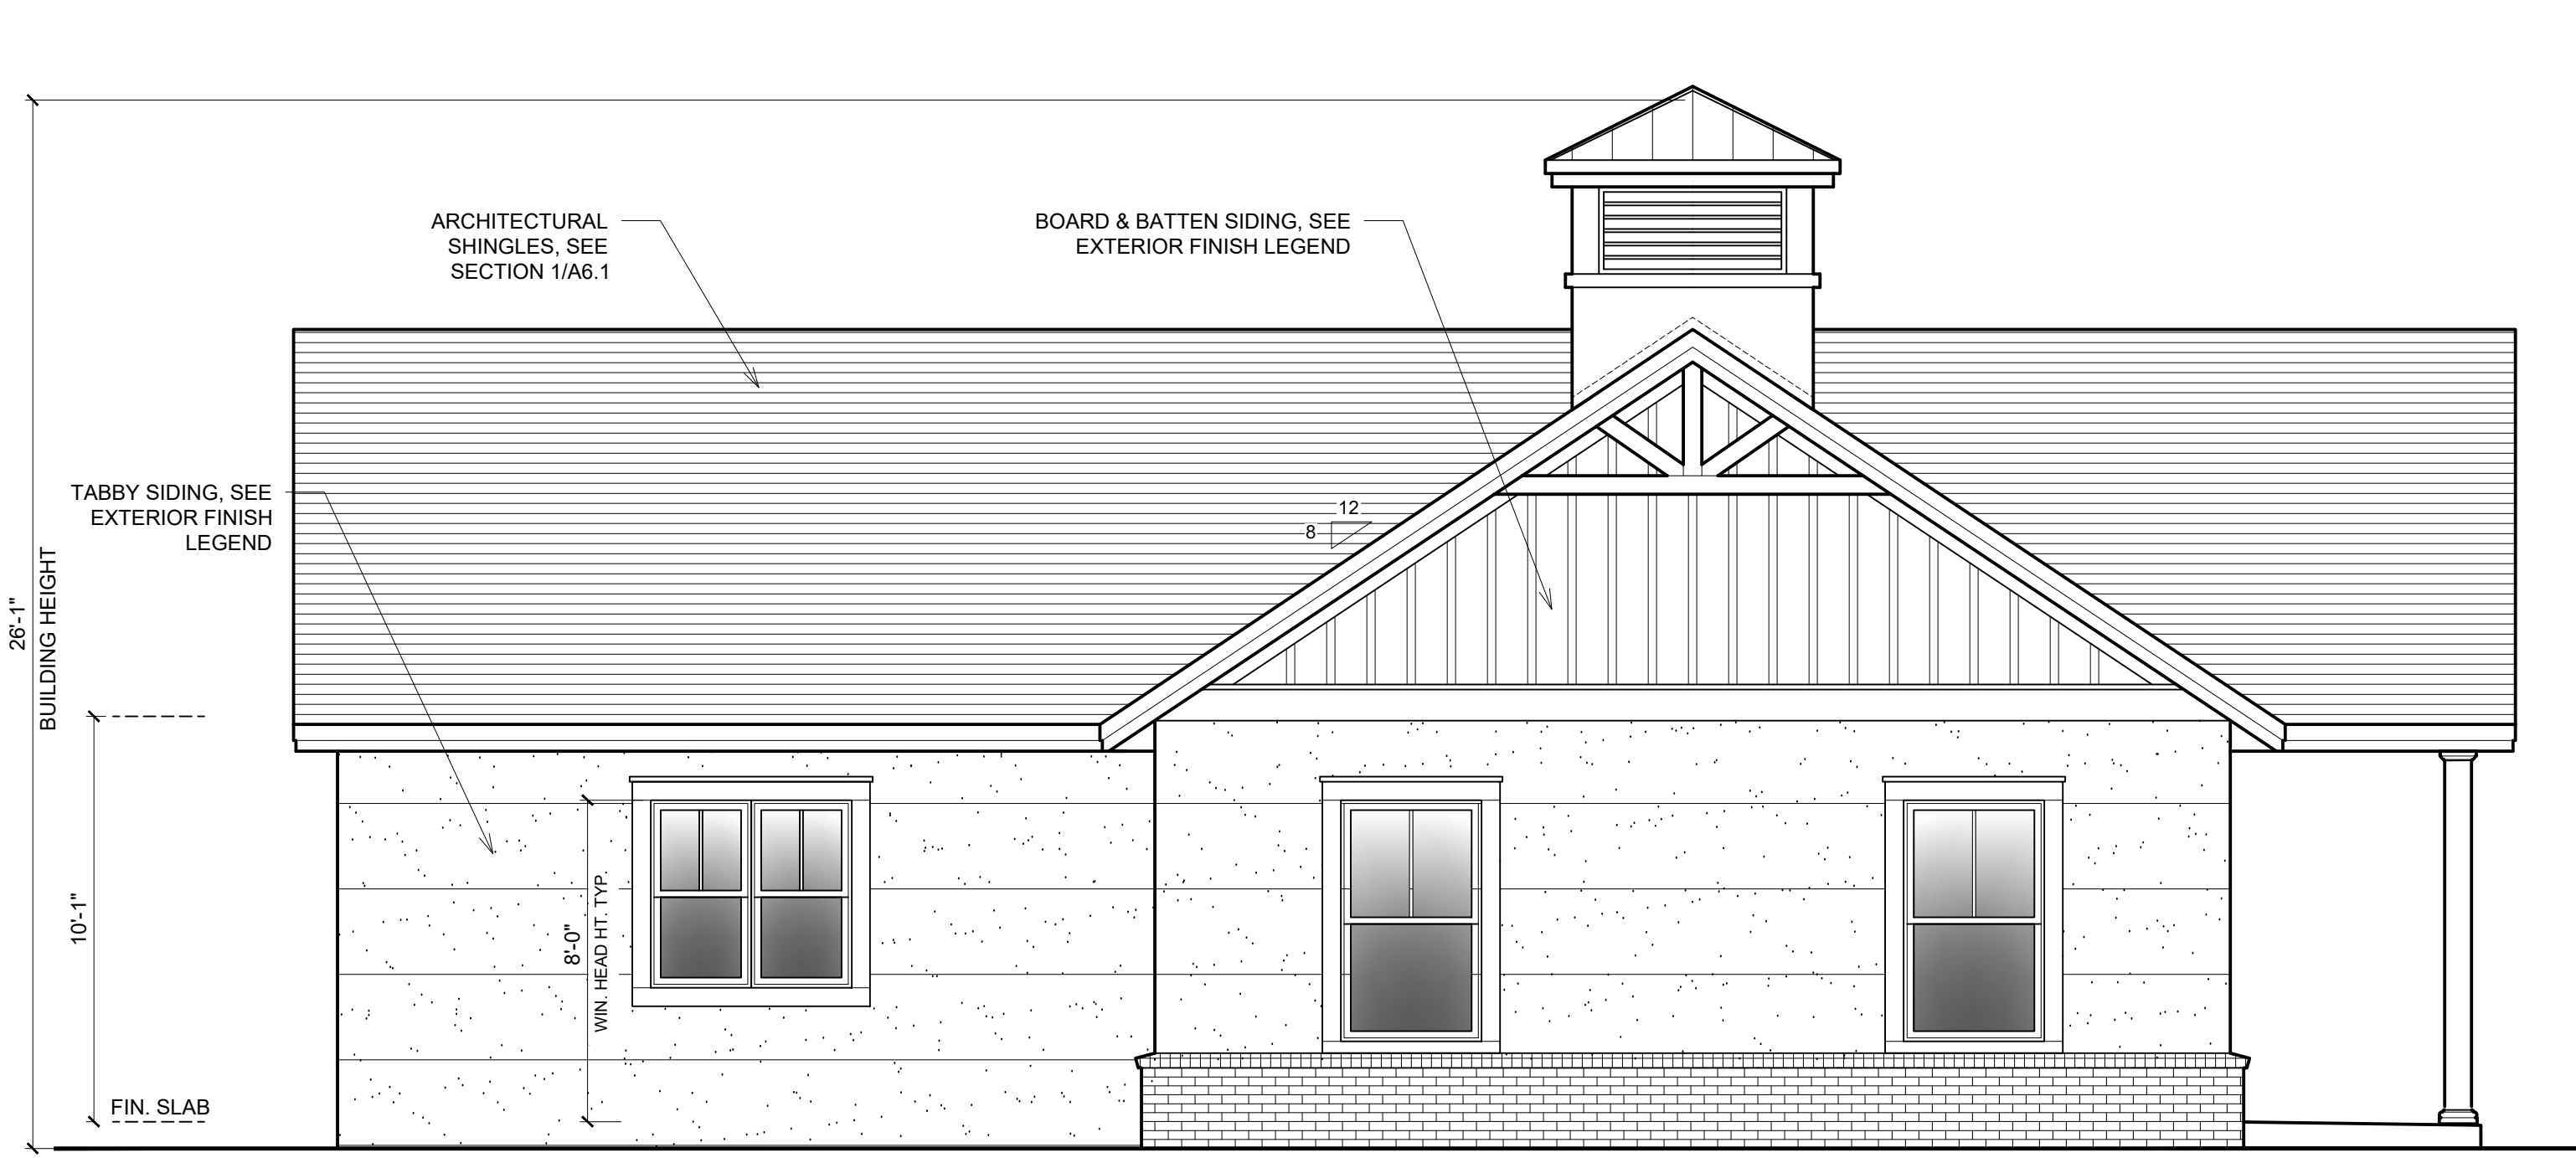 ARCHITECTURAL
SHINGLES, SEE
SECTION 1/A6.1
BOARD & BATTEN SIDING, SEE
EXTERIOR FINISH LEGEND
TABBY SIDING, SEE
EXTERIOR FINISH
LEGEND
12
8
26'-1"
BUILDING HEIGHT
10'-1"
8'-0"
WIN. HEAD HT. TYP.
FIN. SLAB